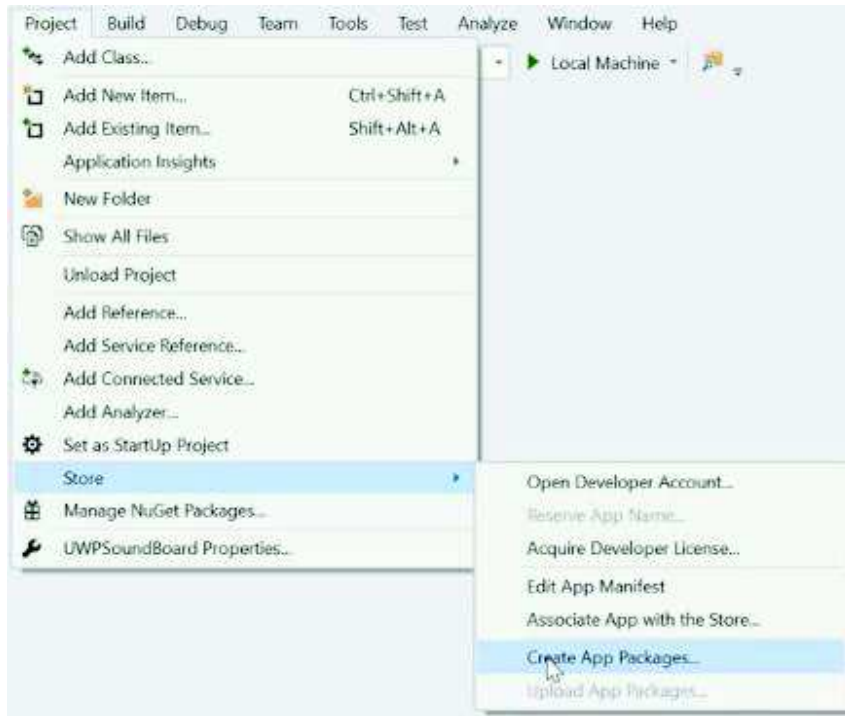 Project Build Debug Team Tools Test Analyze Window Help
Local Machine
Add Class...
Add New Item... Ctrl+Shift+A
Add Existing Item... Shift+Alt+A
Application Insights
New Folder
Show All Files
Unload Project
Add Reference...
Add Service Reference...
Add Connected Service...
Add Analyzer...
Set as StartUp Project
Store
Manage NuGet Packages...
UWPSoundBoard Properties...
Open Developer Account...
Reserve App Name...
Acquire Developer License...
Edit App Manifest
Associate App with the Store...
Create App Packages...
Upload App Packages...